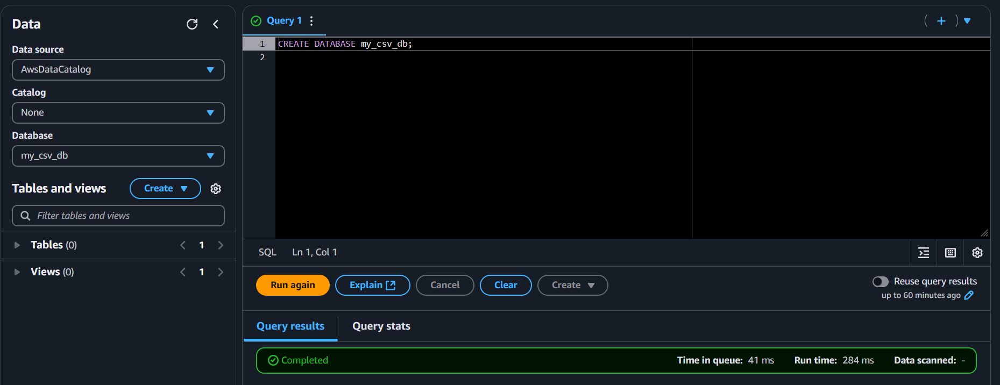 Data
Data source
AwsDataCatalog
Catalog
None
Database
my_csv_db
Tables and views
Create
Filter tables and views
Tables (0)
1
Views (0)
1
Query 1
1
CREATE DATABASE my_csv_db;
2
SQL
Ln 1, Col 1
Run again
Explain
Cancel
Clear
Create
Reuse query results
up to 60 minutes ago
Query results
Query stats
Completed
Time in queue: 41 ms
Run time: 284 ms
Data scanned: -